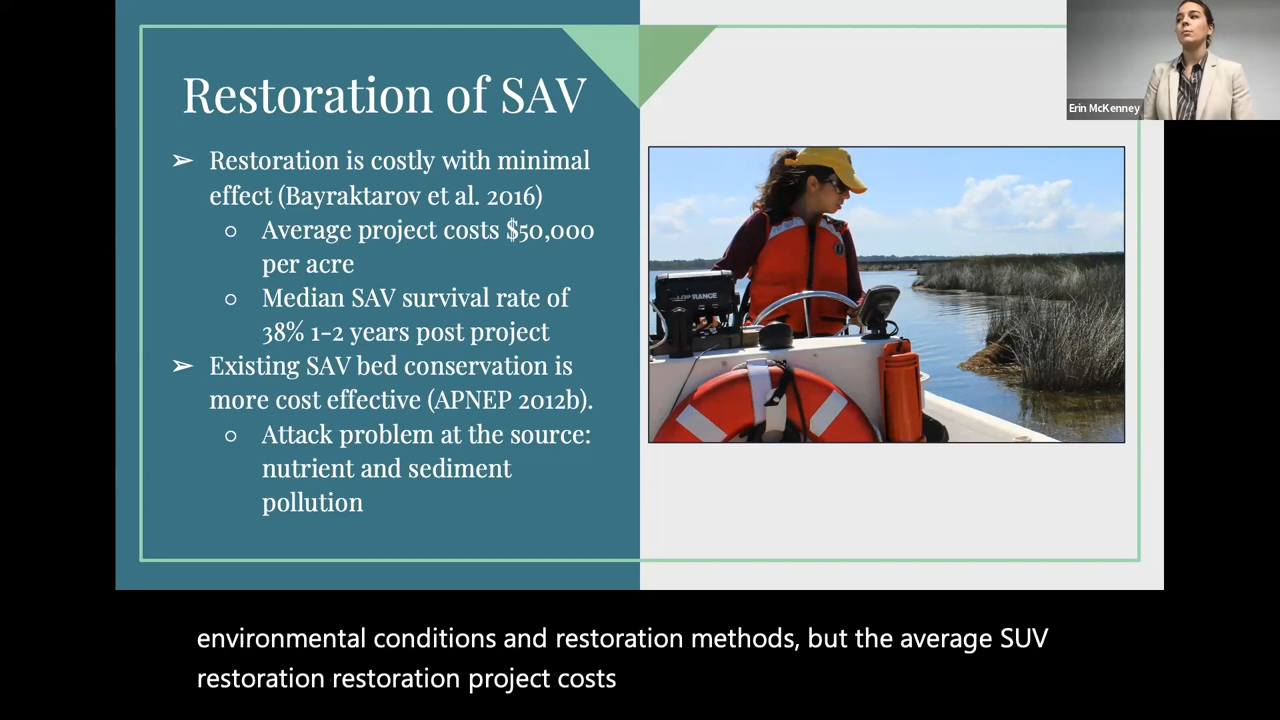 Restoration of SAV
➢ Restoration is costly with minimal
effect (Bayraktarov et al. 2016)
○ Average project costs $50,000
per acre
○ Median SAV survival rate of
38% 1-2 years post project
➢ Existing SAV bed conservation is
more cost effective (APNEP 2012b).
○ Attack problem at the source:
nutrient and sediment
pollution
Erin McKenney
LOWRANCE
environmental conditions and restoration methods, but the average SUV
restoration restoration project costs